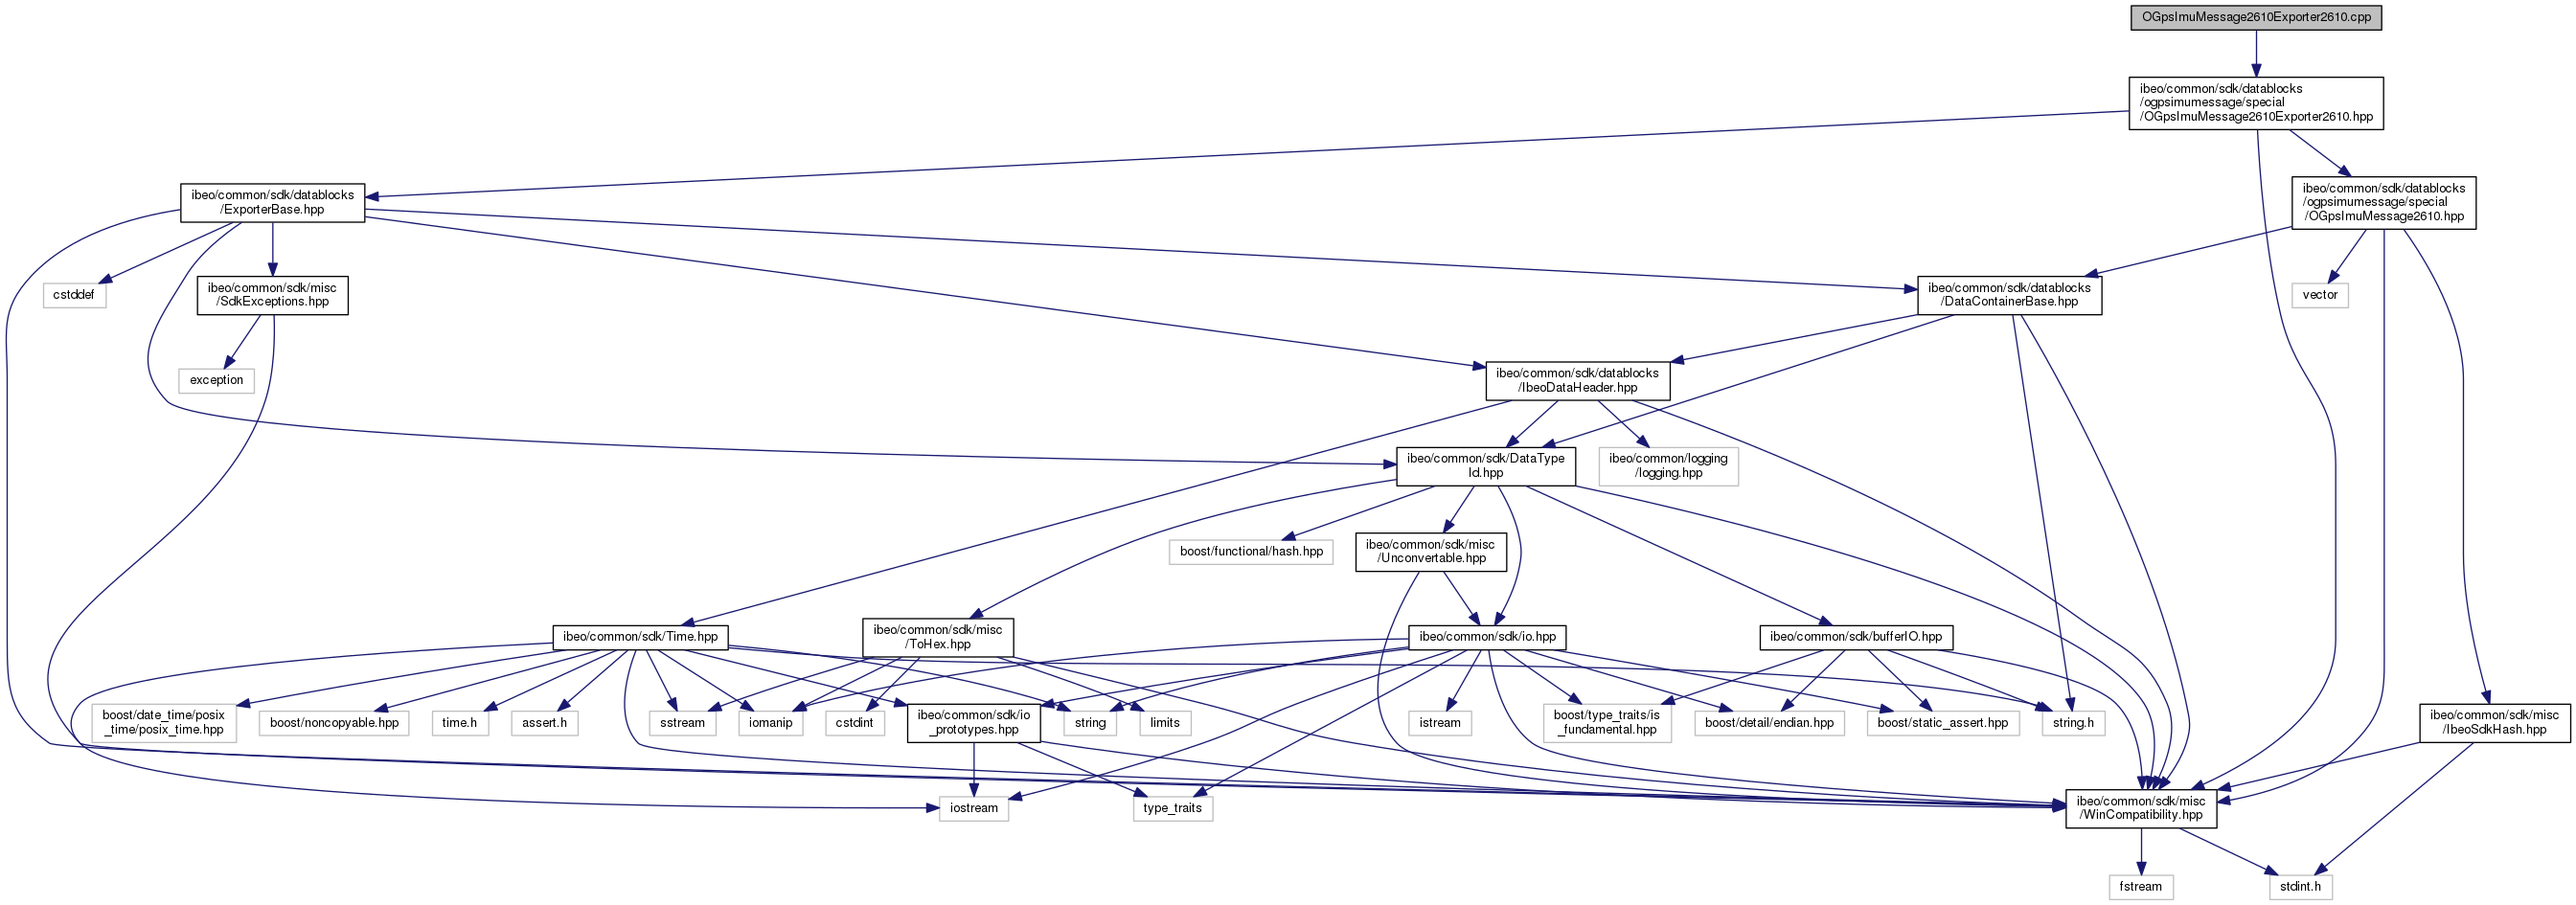 OGpsImuMessage2610Exporter2610.cpp
ibeo/common/sdk/datablocks
/ogpsimumessage/special
/OGpsImuMessage2610Exporter2610.hpp
ibeo/common/sdk/datablocks
/ExporterBase.hpp
ibeo/common/sdk/datablocks
/ogpsimumessage/special
/OGpsImuMessage2610.hpp
cstddef
ibeo/common/sdk/misc
/SdkExceptions.hpp
ibeo/common/sdk/datablocks
/DataContainerBase.hpp
vector
exception
ibeo/common/sdk/datablocks
/IbeoDataHeader.hpp
ibeo/common/sdk/DataType
Id.hpp
ibeo/common/logging
/logging.hpp
boost/functional/hash.hpp
ibeo/common/sdk/misc
/Unconvertable.hpp
ibeo/common/sdk/Time.hpp
ibeo/common/sdk/misc
/ToHex.hpp
ibeo/common/sdk/io.hpp
ibeo/common/sdk/bufferIO.hpp
boost/date_time/posix
_time/posix_time.hpp
boost/noncopyable.hpp
time.h
assert.h
sstream
iomanip
cstdint
ibeo/common/sdk/io
_prototypes.hpp
string
limits
istream
boost/type_traits/is
_fundamental.hpp
boost/detail/endian.hpp
boost/static_assert.hpp
string.h
ibeo/common/sdk/misc
/IbeoSdkHash.hpp
iostream
type_traits
ibeo/common/sdk/misc
/WinCompatibility.hpp
fstream
stdint.h